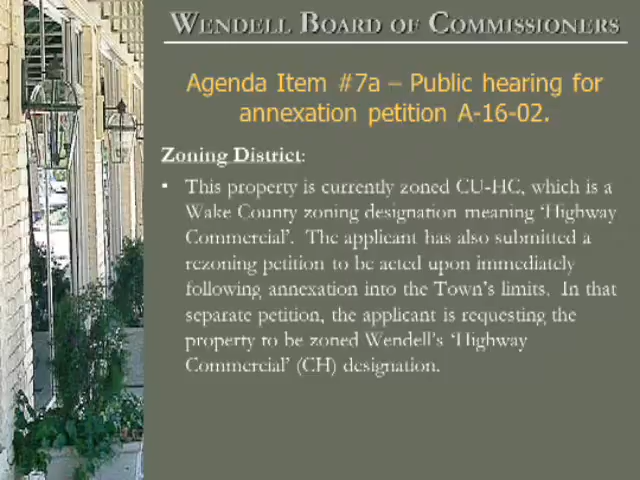 WENDELL BOARD OF COMMISSIONERS
Agenda Item #7a – Public hearing for
annexation petition A-16-02.
Zoning District:
• This property is currently zoned CU-HC, which is a
Wake County zoning designation meaning ‘Highway
Commercial’. The applicant has also submitted a
rezoning petition to be acted upon immediately
following annexation into the Town’s limits. In that
separate petition, the applicant is requesting the
property to be zoned Wendell’s ‘Highway
Commercial’ (CH) designation.